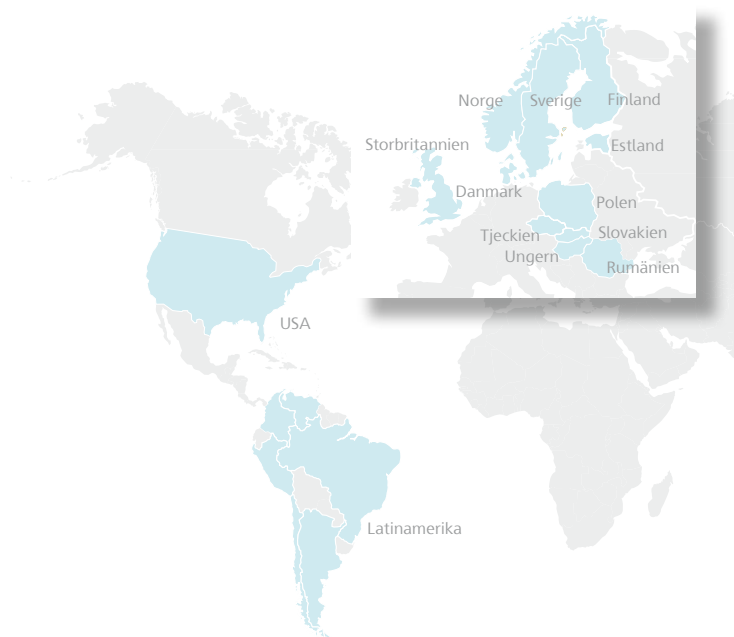 Norge
Sverige
Finland
Storbritannien
Estland
Danmark
Polen
Tjeckien
Slovakien
Ungern
Rumänien
USA
Latinamerika